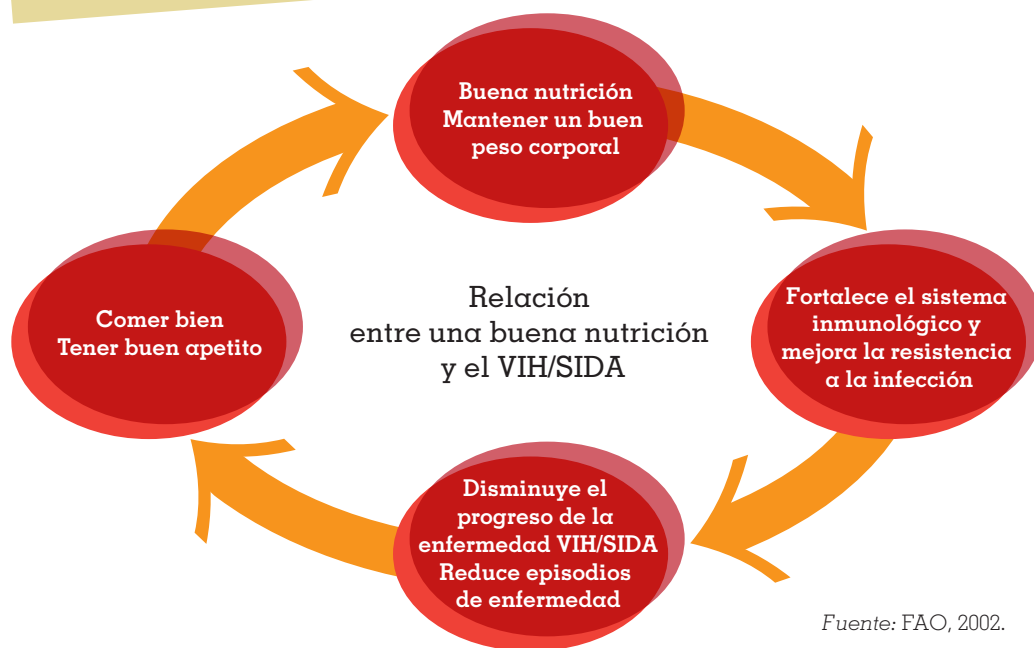 Buena nutrición
Mantener un buen
peso corporal
Fortalece el sistema
inmunológico y
mejora la resistencia
a la infección
Disminuye el
progreso de la
enfermedad VIH/SIDA
Reduce episodios
de enfermedad
Comer bien
Tener buen apetito
Relación
entre una buena nutrición
y el VIH/SIDA
Fuente: FAO, 2002.